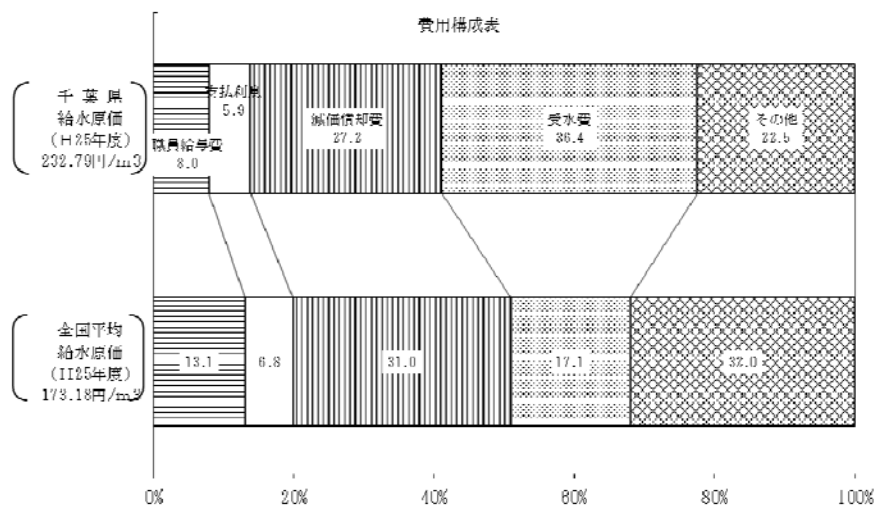 費用構成表
千葉県
給水原価
(H25年度)
232.79円/m3
職員給与費
8.0
支払利息
5.9
減価償却費
27.2
受水費
36.4
その他
22.5
全国平均
給水原価
(H25年度)
173.18円/m3
13.1
6.8
31.0
17.1
32.0
0%
20%
40%
60%
80%
100%